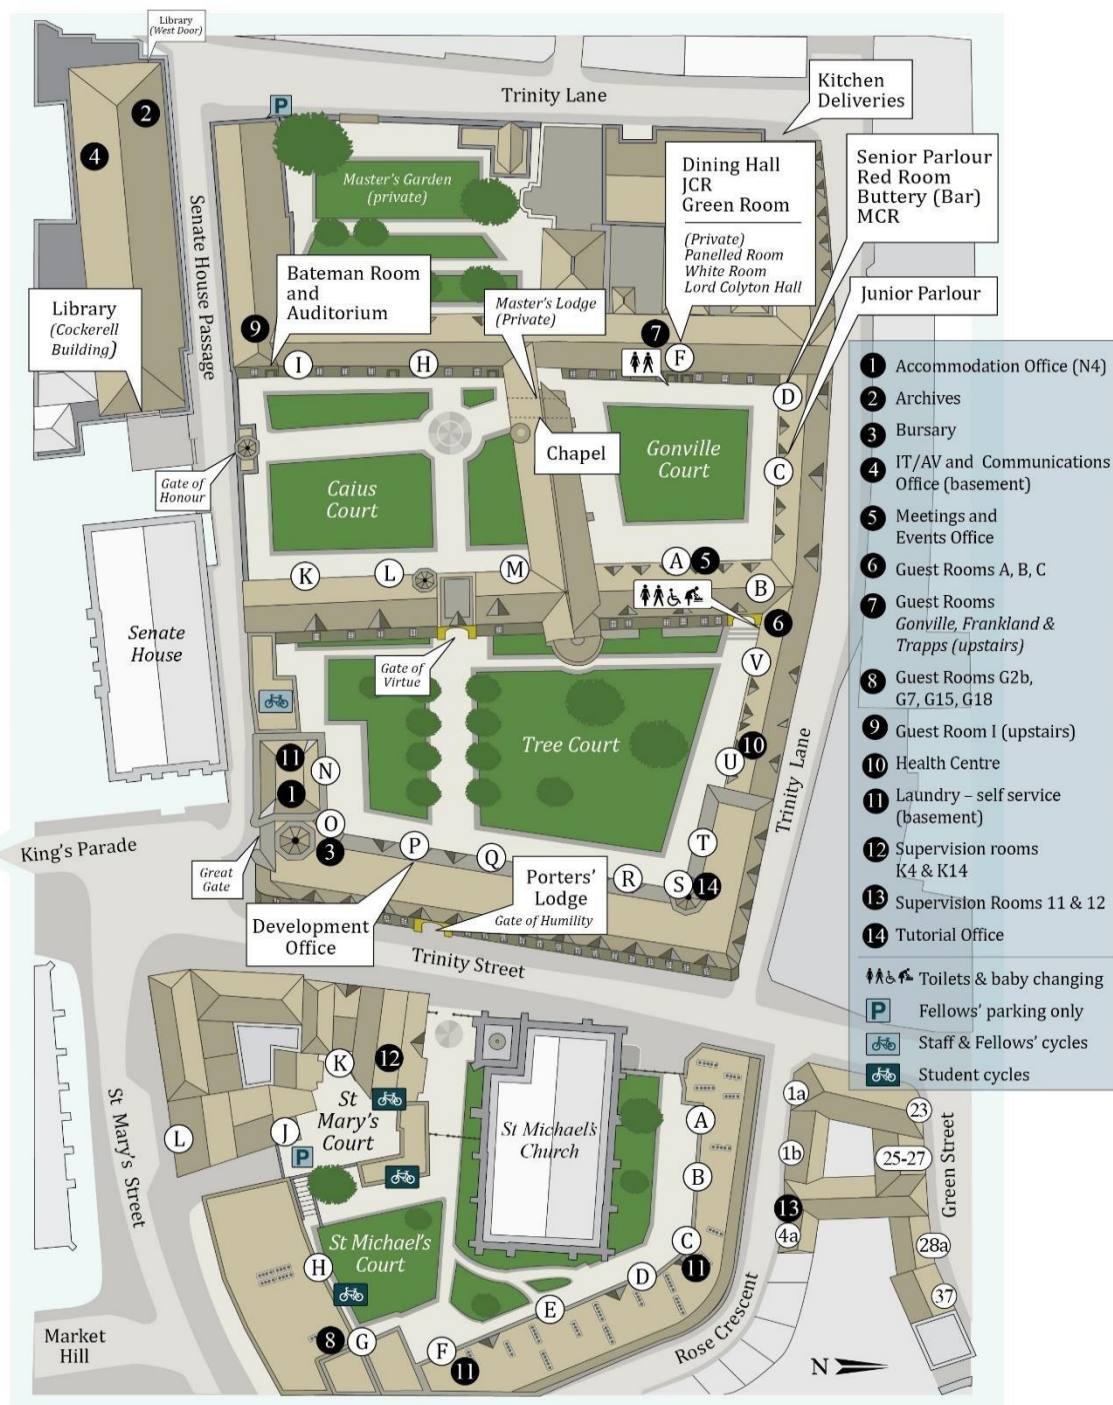 Library
(West Door)
Trinity Lane
Kitchen
Deliveries
P
2
4
Senate House Passage
Master's Garden
(private)
Dining Hall
JCR
Green Room
(Private)
Panelled Room
White Room
Lord Colyton Hall
Senior Parlour
Red Room
Buttery (Bar)
MCR
Junior Parlour
Bateman Room
and
Auditorium
Master's Lodge
(Private)
Library
(Cockerell
Building)
9
I
H
7
F
D
C
Chapel
Gonville
Court
Caius
Court
Gate of
Honour
K
L
M
A
5
B
6
Senate
House
Gate of
Virtue
V
Tree Court
10
U
Trinity Lane
11
N
1
O
3
P
Q
R
S
14
T
King's Parade
Great
Gate
Development
Office
Porters'
Lodge
Gate of Humility
Trinity Street
1 Accommodation Office (N4)
2 Archives
3 Bursary
4 IT/AV and Communications
Office (basement)
5 Meetings and
Events Office
6 Guest Rooms A, B, C
7 Guest Rooms
Gonville, Frankland &
Trapps (upstairs)
8 Guest Rooms G2b,
G7, G15, G18
9 Guest Room I (upstairs)
10 Health Centre
11 Laundry – self service
(basement)
12 Supervision rooms
K4 & K14
13 Supervision Rooms 11 & 12
14 Tutorial Office
Toilets & baby changing
P Fellows' parking only
Staff & Fellows' cycles
Student cycles
K
12
St
Mary's
Court
L
J
P
St Mary's Street
St Michael's
Church
A
B
C
11
D
E
F
11
St Michael's
Court
H
8
G
Market
Hill
Rose Crescent
1a
23
1b
25-27
13
4a
28a
37
Green Street
N